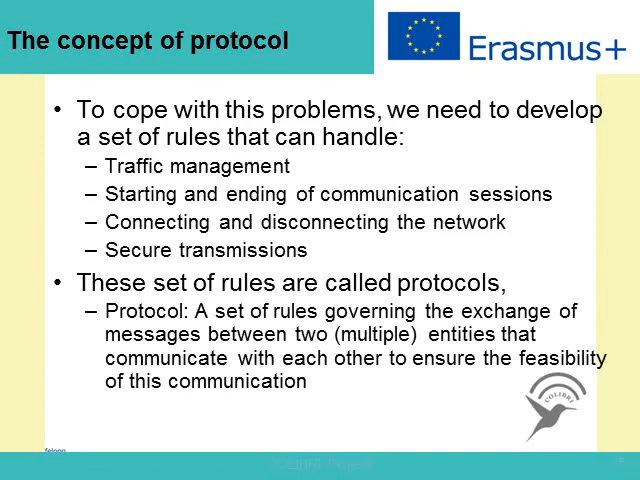 The concept of protocol
Erasmus+
• To cope with this problems, we need to develop
a set of rules that can handle:
– Traffic management
– Starting and ending of communication sessions
– Connecting and disconnecting the network
– Secure transmissions
• These set of rules are called protocols,
– Protocol: A set of rules governing the exchange of
messages between two (multiple) entities that
communicate with each other to ensure the feasibility
of this communication
COLIBRI